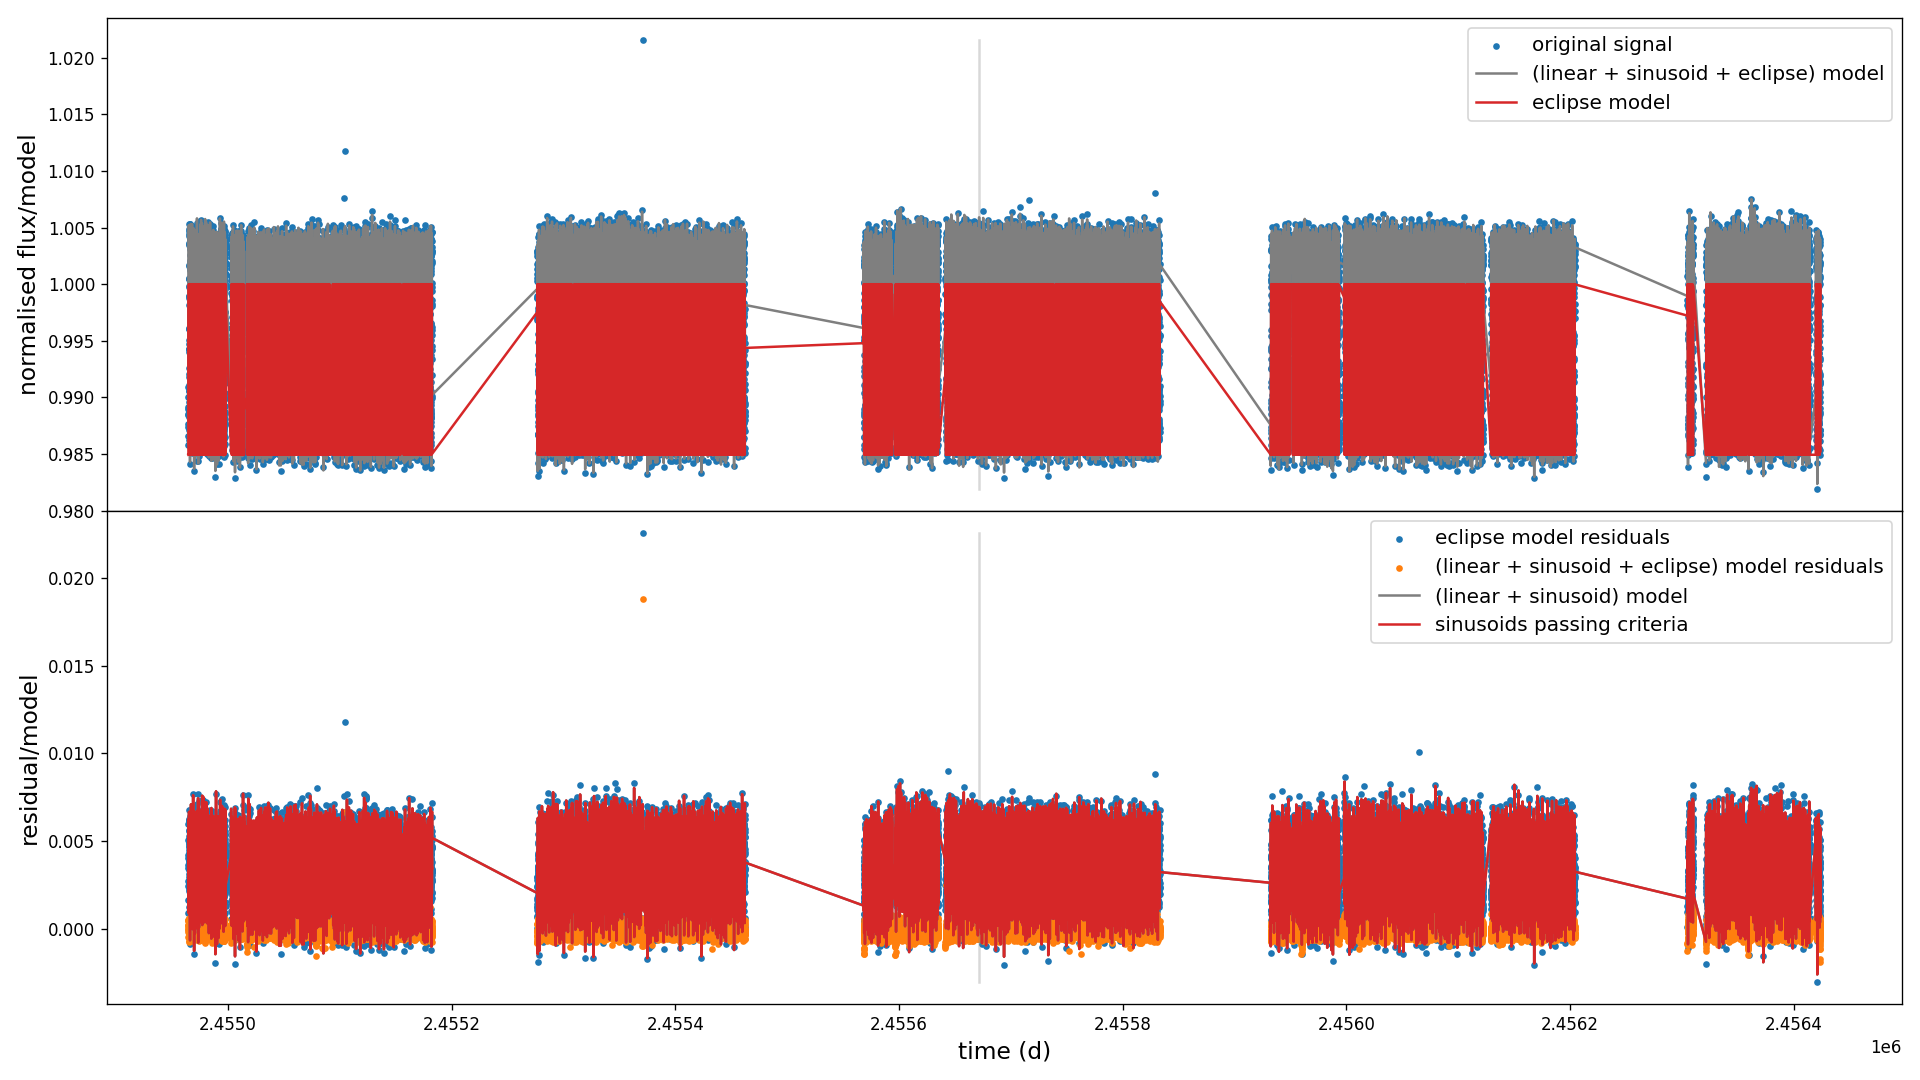 1.020
1.015
1.010
1.005
1.000
0.995
0.990
0.985
0.980
normalised flux/model
original signal
(linear + sinusoid + eclipse) model
eclipse model
0.020
0.015
0.010
0.005
0.000
residual/model
eclipse model residuals
(linear + sinusoid + eclipse) model residuals
(linear + sinusoid) model
sinusoids passing criteria
2.4550 2.4552 2.4554 2.4556 2.4558 2.4560 2.4562 2.4564
time (d)
1e6